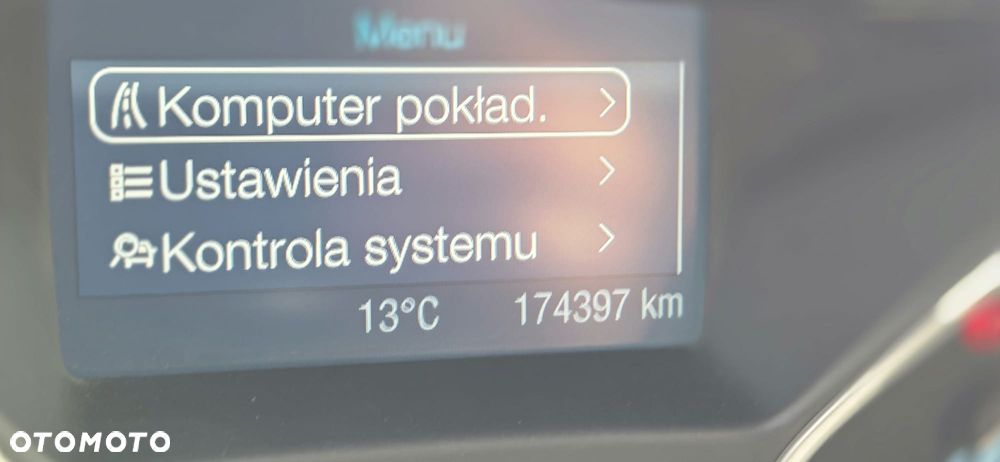 Menu
Komputer pokład.
Ustawienia
Kontrola systemu
13°C 174397 km
OTOMOTO